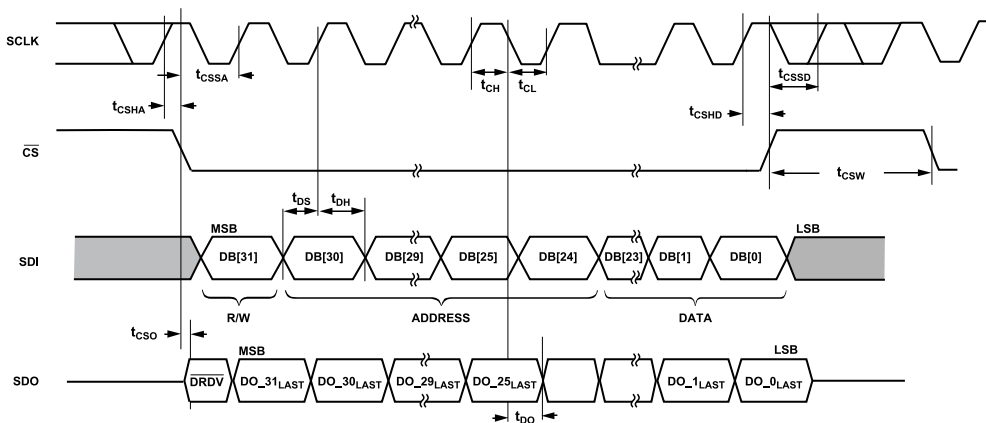 SCLK
tCSSA
tCH
tCL
tCSSD
tCSHA
tCSHD
CS
tCSW
tDS
tDH
MSB
LSB
SDI
DB[31]
DB[30]
DB[29]
DB[25]
DB[24]
DB[23]
DB[1]
DB[0]
R/W
ADDRESS
DATA
tCSO
MSB
LSB
SDO
DRDV
DO_31LAST
DO_30LAST
DO_29LAST
DO_25LAST
DO_1LAST
DO_0LAST
tDO